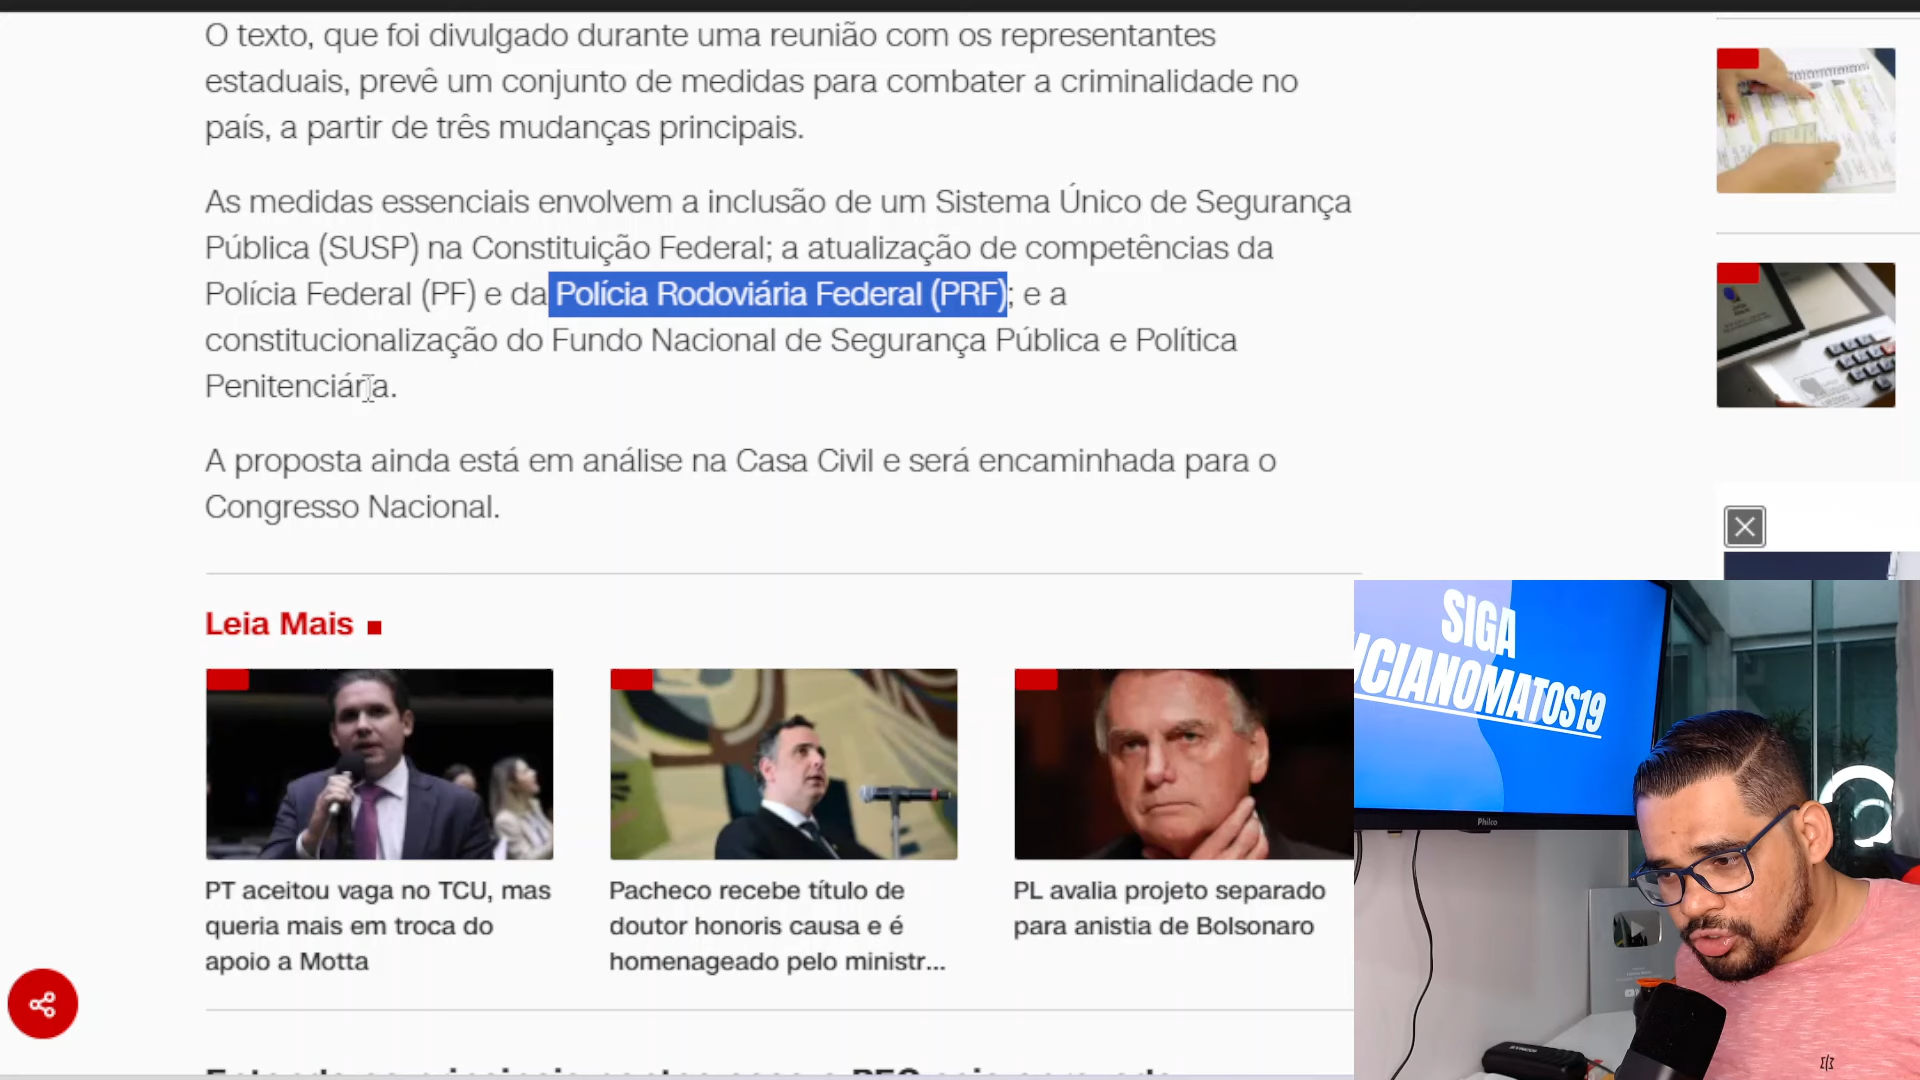 O texto, que foi divulgado durante uma reunião com os representantes
estaduais, prevê um conjunto de medidas para combater a criminalidade no
país, a partir de três mudanças principais.
As medidas essenciais envolvem a inclusão de um Sistema Único de Segurança
Pública (SUSP) na Constituição Federal; a atualização de competências da
Polícia Federal (PF) e da Polícia Rodoviária Federal (PRF); e a
constitucionalização do Fundo Nacional de Segurança Pública e Política
Penitenciária.
A proposta ainda está em análise na Casa Civil e será encaminhada para o
Congresso Nacional.
Leia Mais
PT aceitou vaga no TCU, mas
queria mais em troca do
apoio a Motta
Pacheco recebe título de
doutor honoris causa e é
homenageado pelo ministr...
PL avalia projeto separado
para anistia de Bolsonaro
SIGA
UCIANOMATOS19
Philco